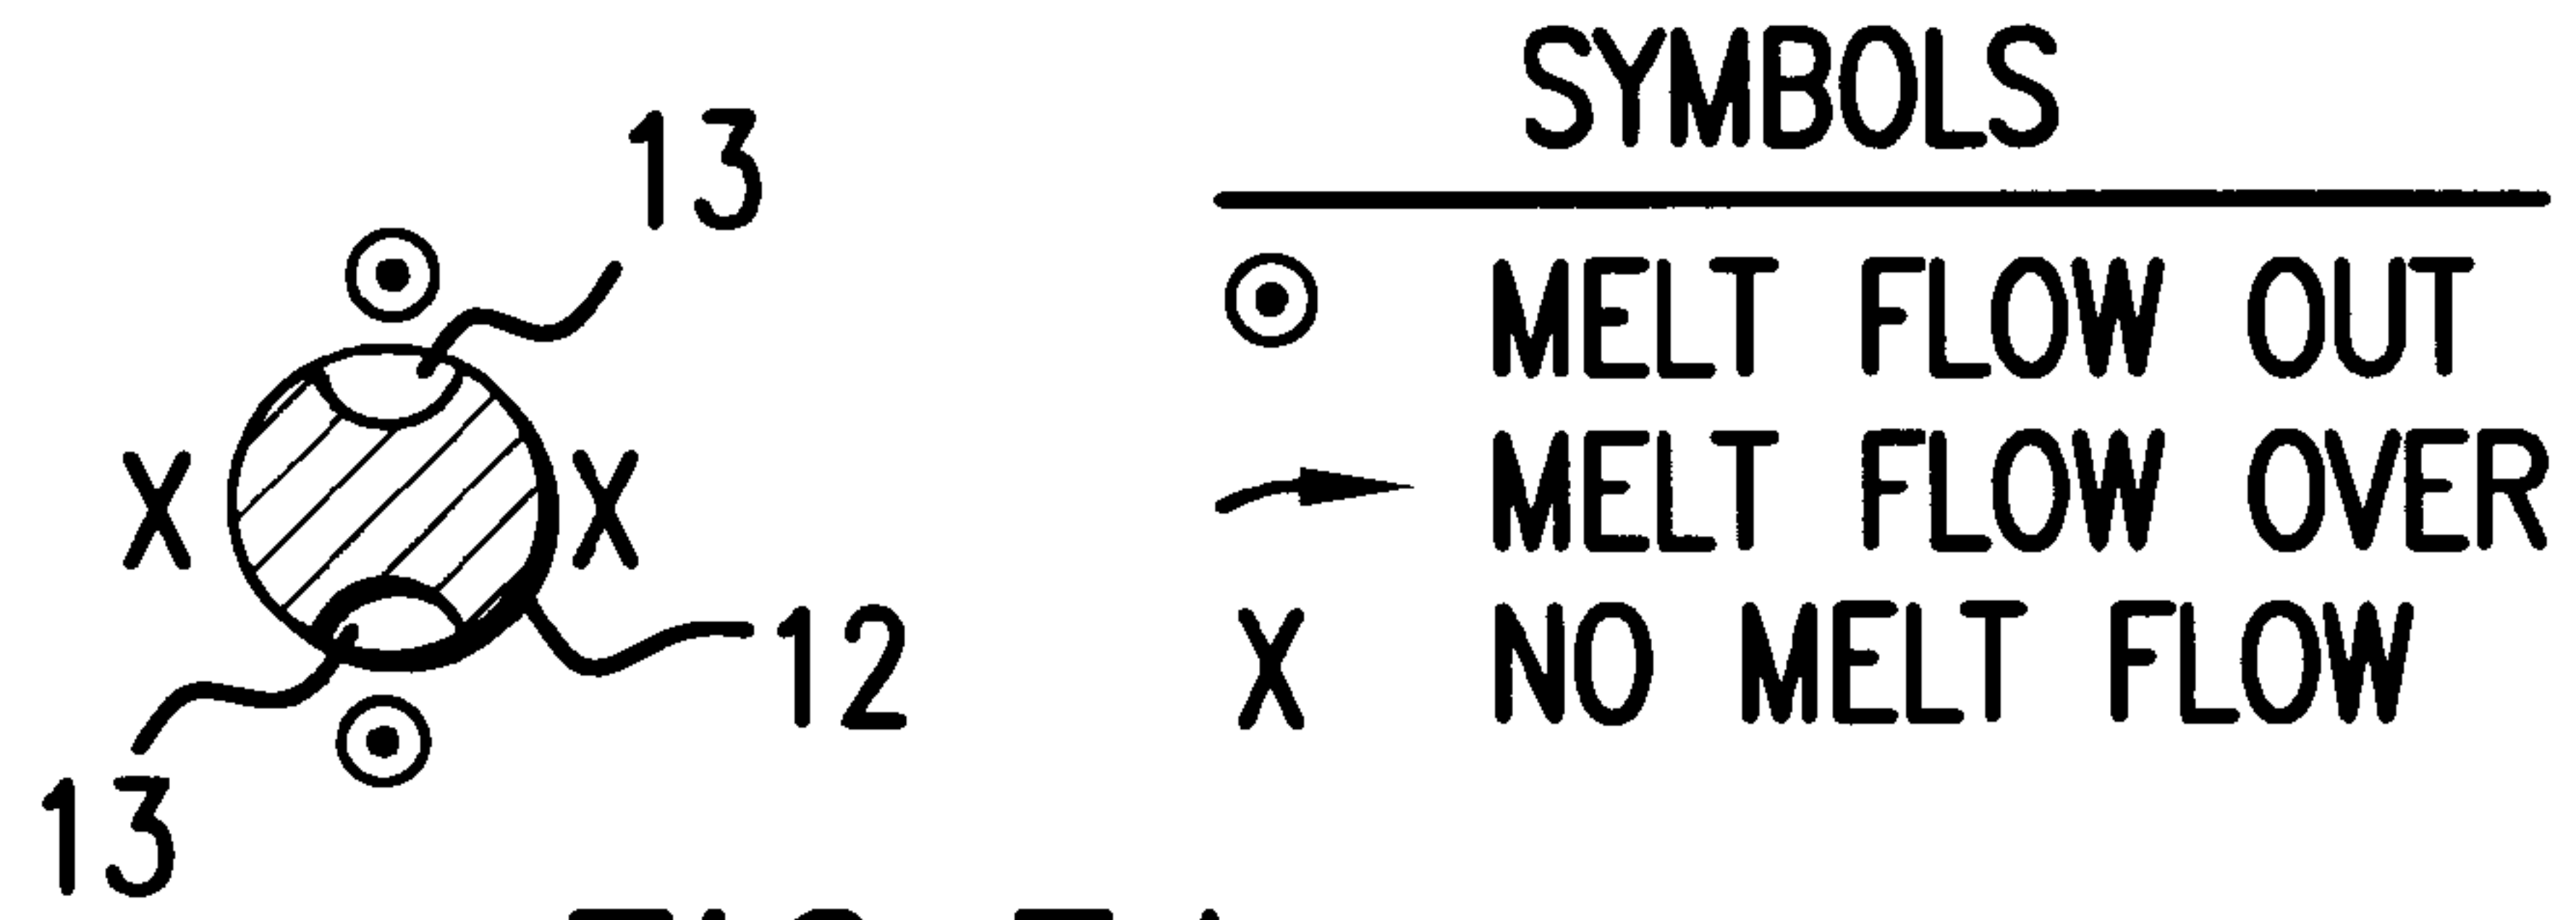 SYMBOLS
13
MELT FLOW OUT
MELT FLOW OVER
X X
X NO MELT FLOW
12
13